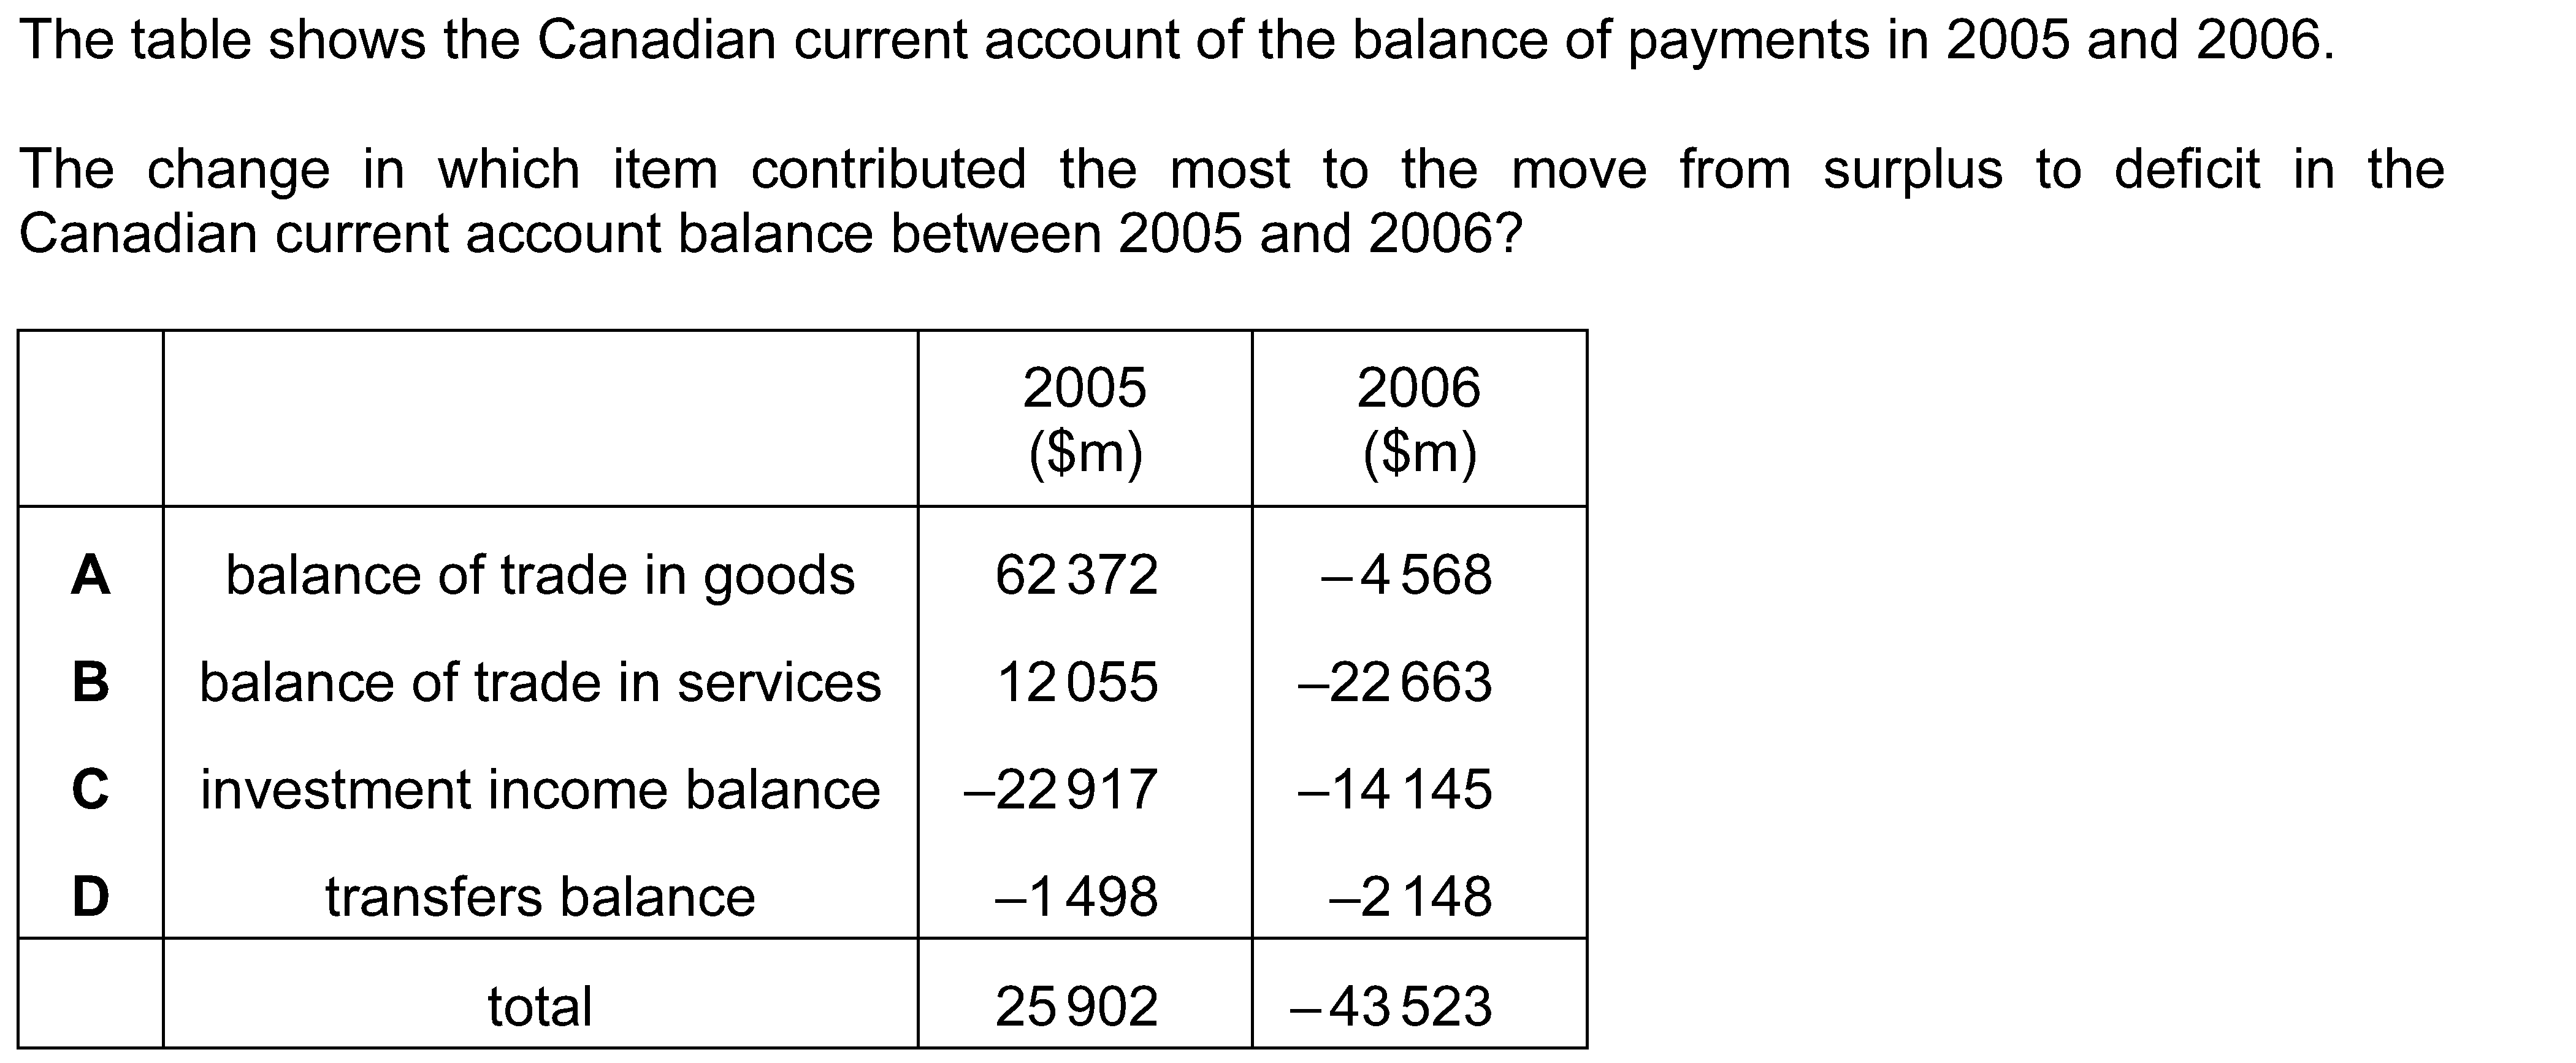 The table shows the Canadian current account of the balance of payments in 2005 and 2006.
The change in which item contributed the most to the move from surplus to deficit in the
Canadian current account balance between 2005 and 2006?
2005 ($m) 2006 ($m)
A balance of trade in goods 62 372 –4 568
B balance of trade in services 12 055 –22 663
C investment income balance –22 917 –14 145
D transfers balance –1 498 –2 148
total 25 902 –43 523